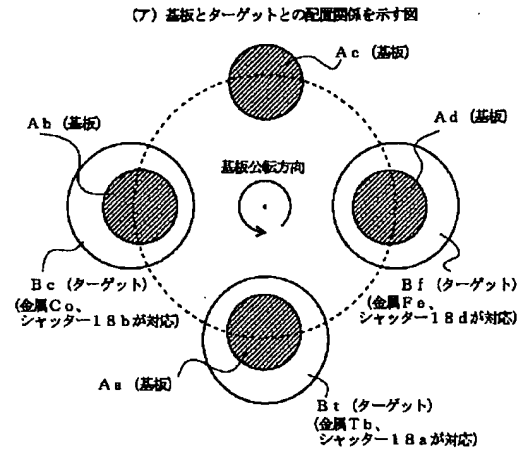 (ア) 基板とターゲットとの配置関係を示す図
Ac (基板)
Ab (基板)
Ad (基板)
基板公転方向
Bc (ターゲット)
(金属Co、
シャッター18bが対応)
Bf (ターゲット)
(金属Fe、
シャッター18dが対応)
Aa (基板)
Bt (ターゲット)
(金属Tb、
シャッター18aが対応)